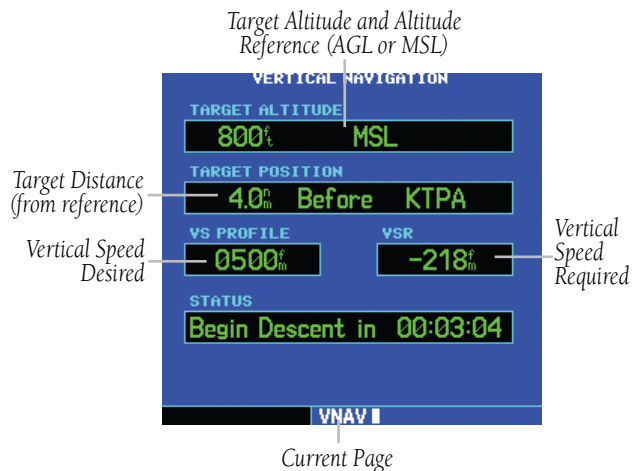 Target Altitude and Altitude
Reference (AGL or MSL)
VERTICAL NAVIGATION
TARGET ALTITUDE
800ft MSL
TARGET POSITION
Target Distance
(from reference)
4.0nm Before KTPA
VS PROFILE VSR
Vertical Speed
Desired
0500fm -218fm
Vertical
Speed
Required
STATUS
Begin Descent in 00:03:04
VNAV
Current Page